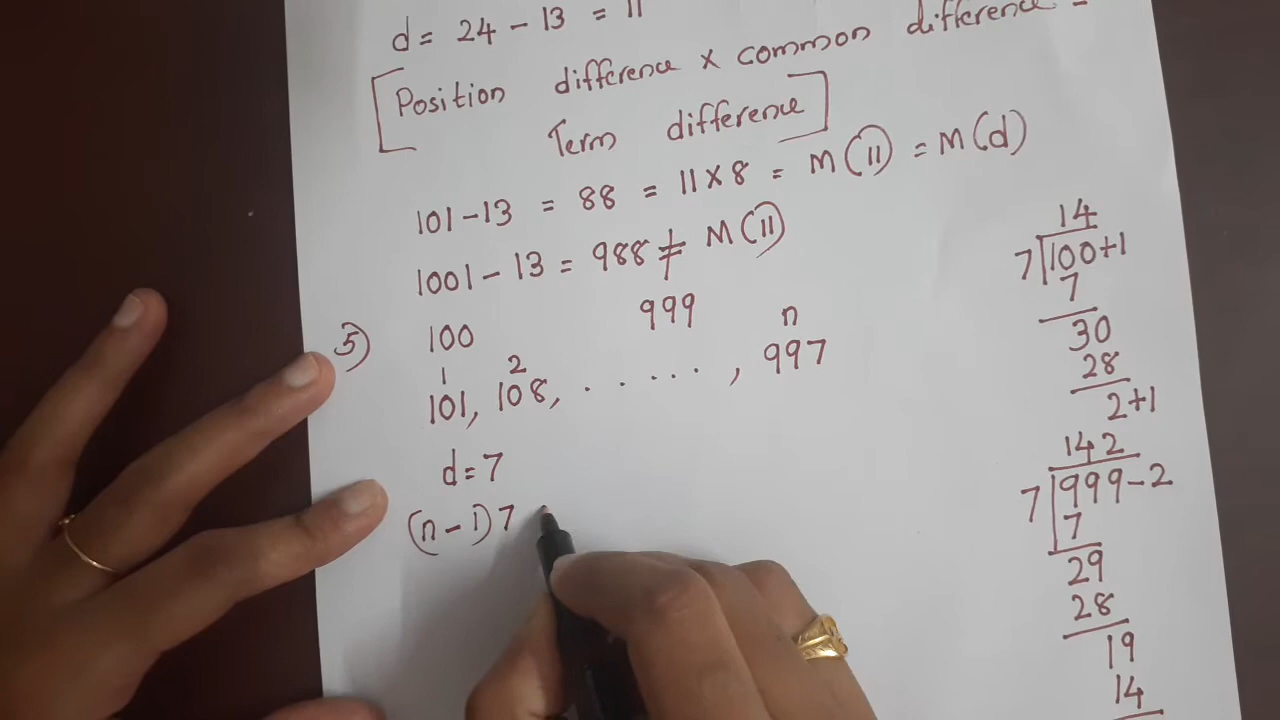 d = 24 - 13 = 11
[Position difference × common difference =
Term difference]
101 - 13 = 88 = 11 × 8 = M(11) = M(d)
1001 - 13 = 988 ≠ M(11)
5) 100 999
1 2 n
101, 108, . . . . . . , 997
d = 7
(n - 1) 7
14
7 100+1
7
30
28
2+1
142
7 999-2
7
29
28
19
14